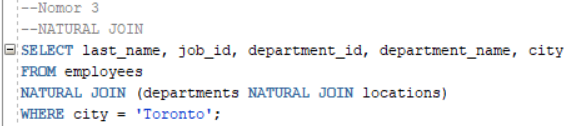 --Nomor 3
--NATURAL JOIN
SELECT last_name, job_id, department_id, department_name, city
FROM employees
NATURAL JOIN (departments NATURAL JOIN locations)
WHERE city = 'Toronto';